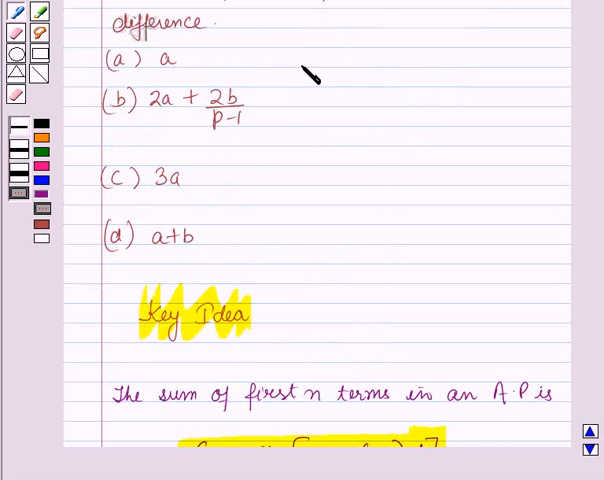 difference.
(a) a
(b) 2a + 2b/p-1
(c) 3a
(d) a+b
Key Idea
The sum of first n terms in an A.P is